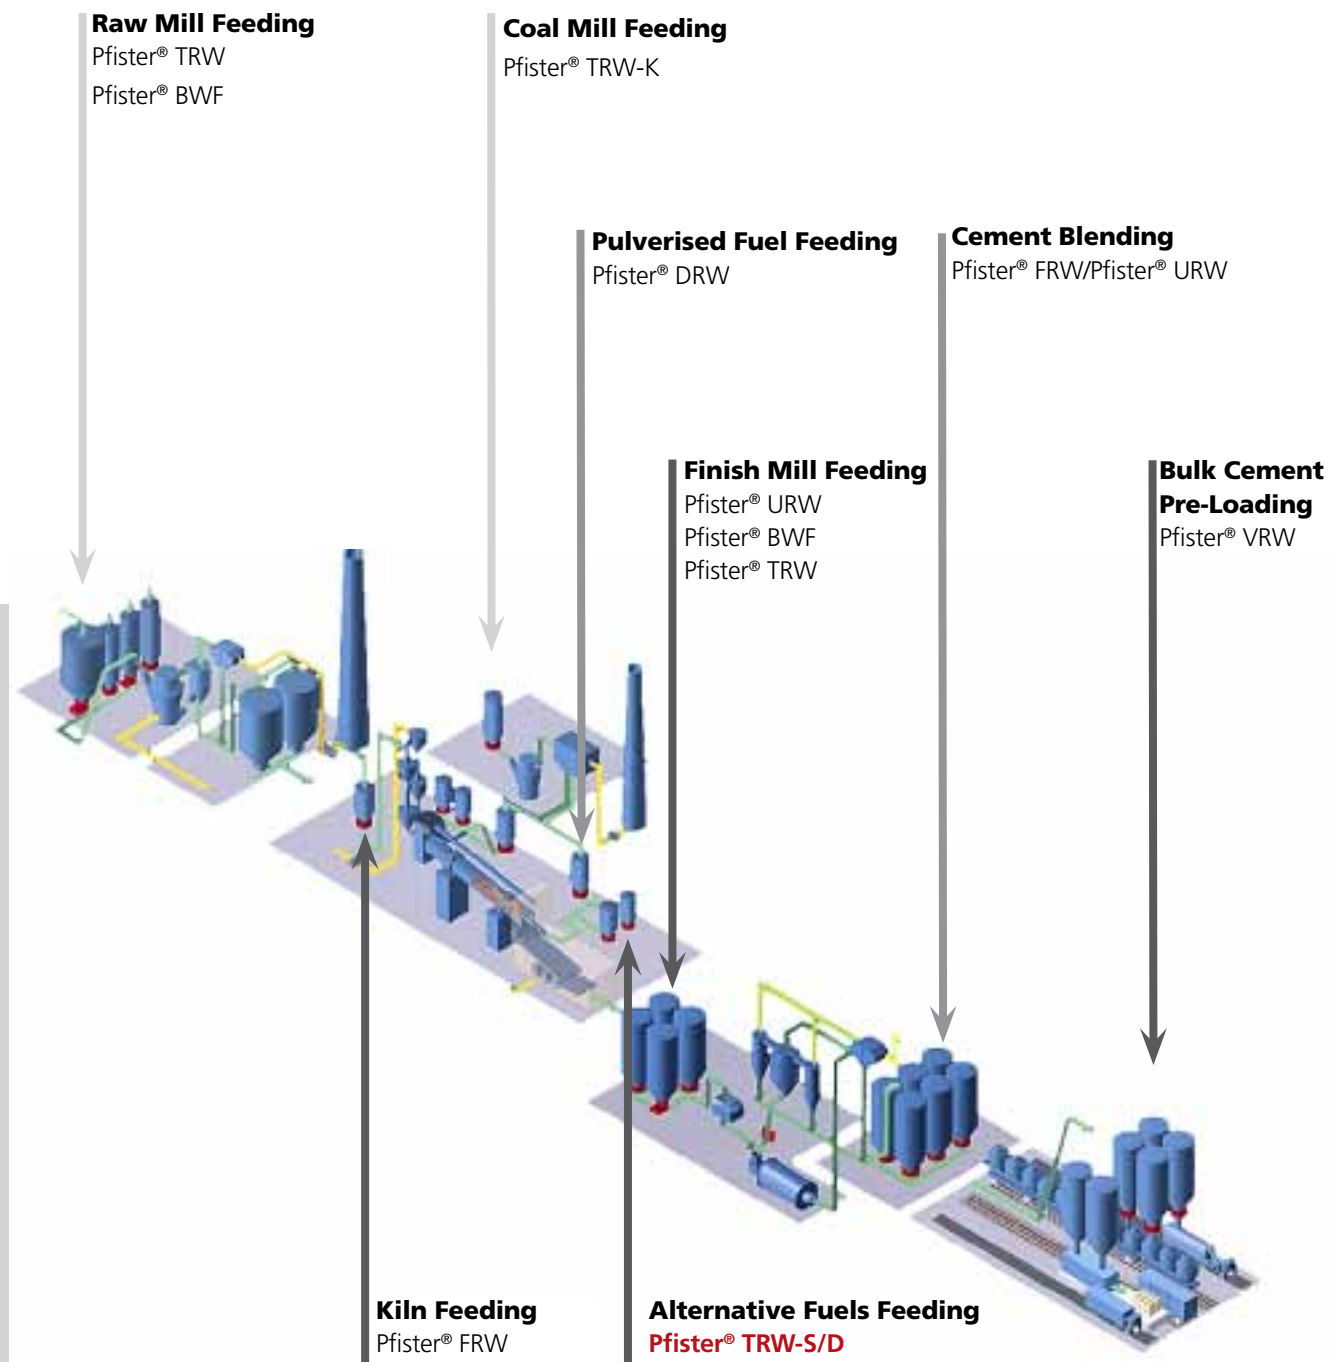 Raw Mill Feeding
Pfister® TRW
Pfister® BWF
Coal Mill Feeding
Pfister® TRW-K
Pulverised Fuel Feeding
Pfister® DRW
Cement Blending
Pfister® FRW/Pfister® URW
Finish Mill Feeding
Pfister® URW
Pfister® BWF
Pfister® TRW
Bulk Cement
Pre-Loading
Pfister® VRW
Kiln Feeding
Pfister® FRW
Alternative Fuels Feeding
Pfister® TRW-S/D